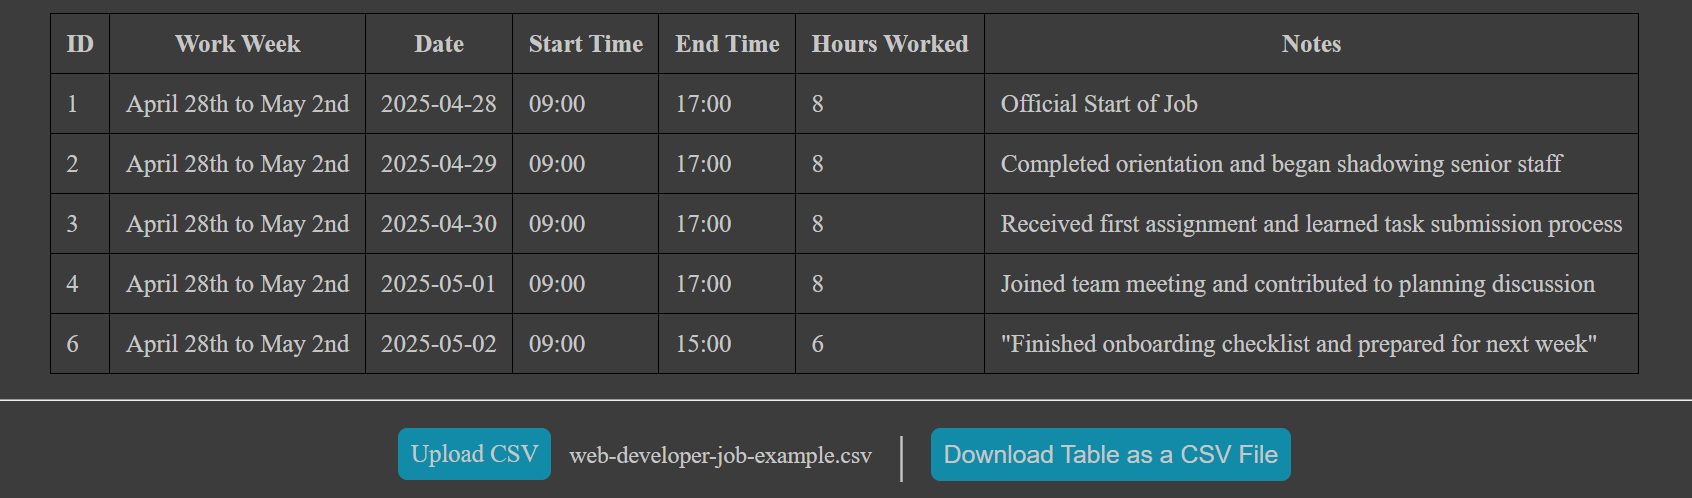 ID Work Week Date Start Time End Time Hours Worked Notes
1 April 28th to May 2nd 2025-04-28 09:00 17:00 8 Official Start of Job
2 April 28th to May 2nd 2025-04-29 09:00 17:00 8 Completed orientation and began shadowing senior staff
3 April 28th to May 2nd 2025-04-30 09:00 17:00 8 Received first assignment and learned task submission process
4 April 28th to May 2nd 2025-05-01 09:00 17:00 8 Joined team meeting and contributed to planning discussion
6 April 28th to May 2nd 2025-05-02 09:00 15:00 6 "Finished onboarding checklist and prepared for next week"
Upload CSV web-developer-job-example.csv | Download Table as a CSV File